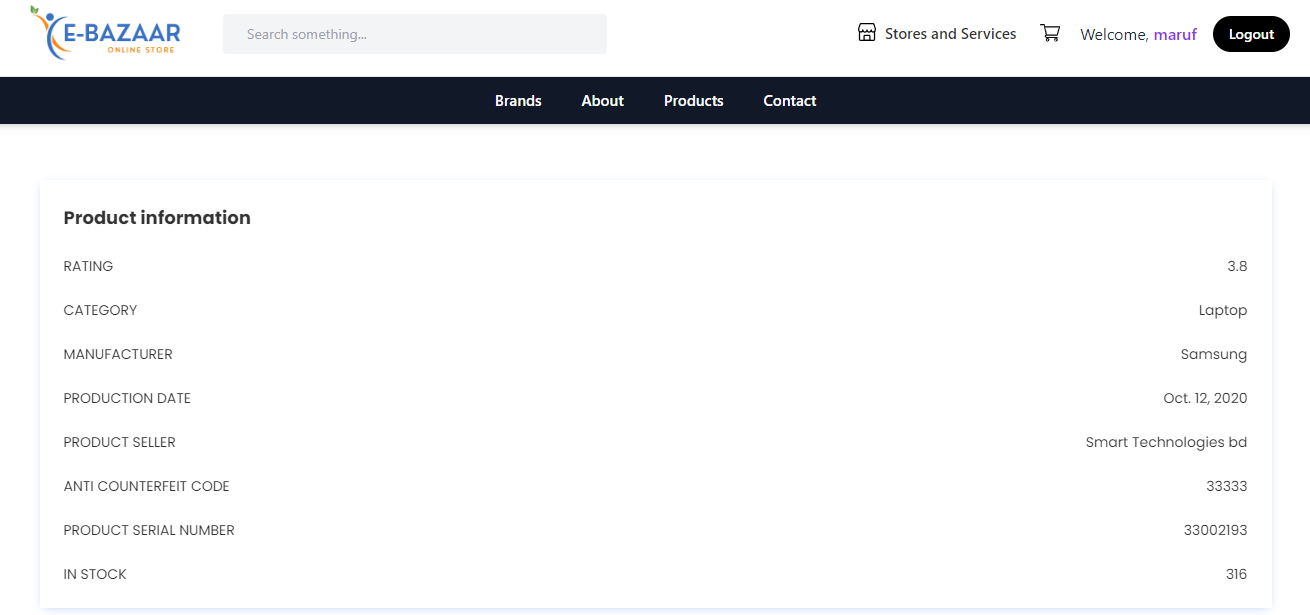 E-BAZAAR
ONLINE STORE
Search something...
Stores and Services
Welcome, maruf
Logout
Brands About Products Contact
Product information
RATING 3.8
CATEGORY Laptop
MANUFACTURER Samsung
PRODUCTION DATE Oct. 12, 2020
PRODUCT SELLER Smart Technologies bd
ANTI COUNTERFEIT CODE 33333
PRODUCT SERIAL NUMBER 33002193
IN STOCK 316